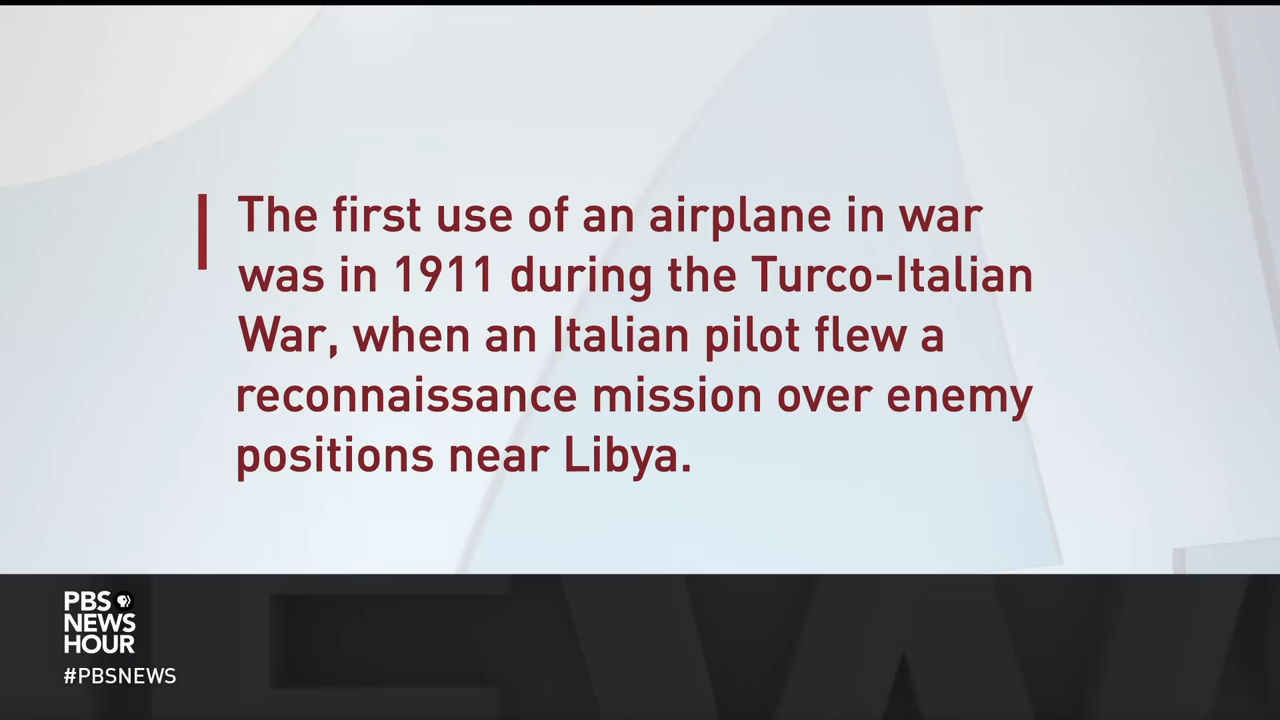 The first use of an airplane in war
was in 1911 during the Turco-Italian
War, when an Italian pilot flew a
reconnaissance mission over enemy
positions near Libya.
PBS
NEWS
HOUR
#PBSNEWS